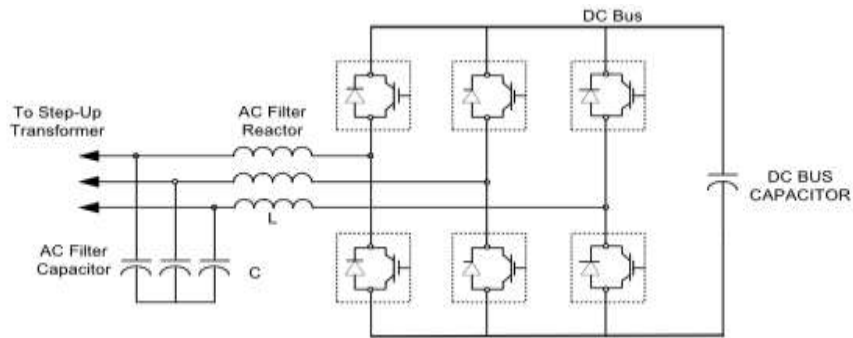 DC Bus
To Step-Up
Transformer
AC Filter
Reactor
DC BUS
CAPACITOR
L
AC Filter
Capacitor
C